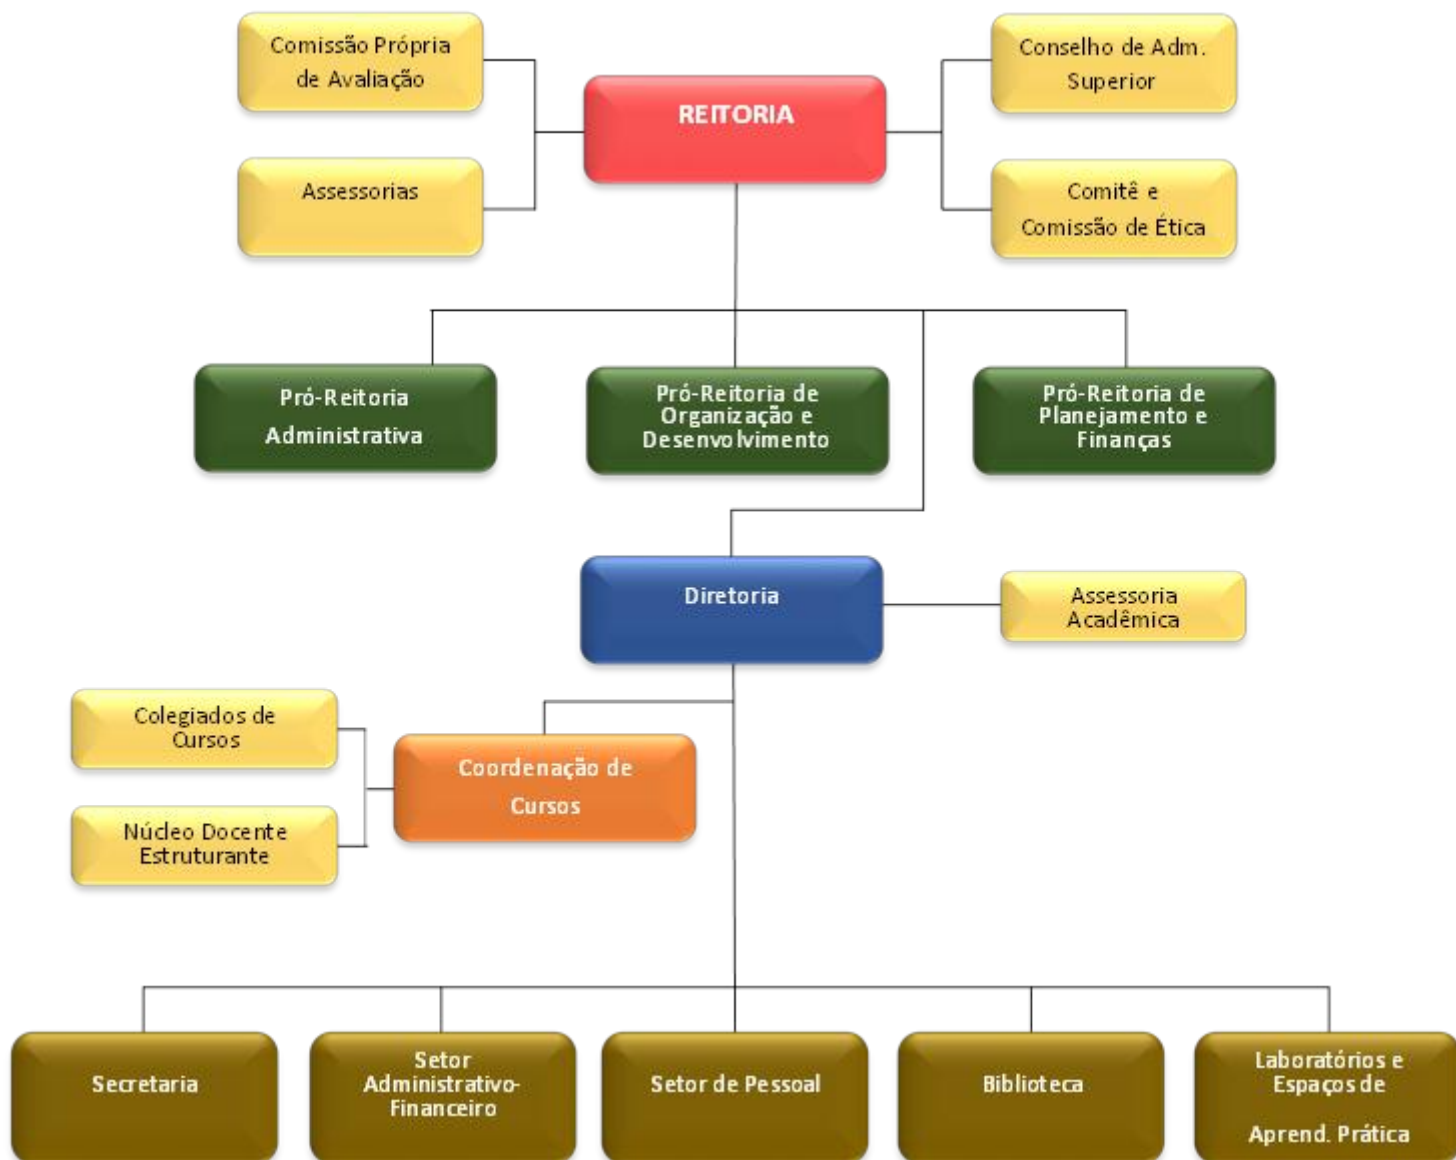 Comissão Própria
de Avaliação
Conselho de Adm.
Superior
REITORIA
Assessorias
Comitê e
Comissão de Ética
Pró-Reitoria
Administrativa
Pró-Reitoria de
Organização e
Desenvolvimento
Pró-Reitoria de
Planejamento e
Finanças
Diretoria
Assessoria
Acadêmica
Colegiados de
Cursos
Coordenação de
Cursos
Núcleo Docente
Estruturante
Secretaria
Setor
Administrativo-
Financeiro
Setor de Pessoal
Biblioteca
Laboratórios e
Espaços de
Aprend. Prática